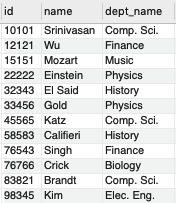 id name dept_name
10101 Srinivasan Comp. Sci.
12121 Wu Finance
15151 Mozart Music
22222 Einstein Physics
32343 El Said History
33456 Gold Physics
45565 Katz Comp. Sci.
58583 Califieri History
76543 Singh Finance
76766 Crick Biology
83821 Brandt Comp. Sci.
98345 Kim Elec. Eng.